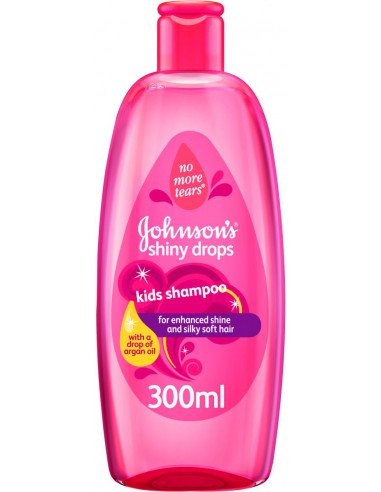 no
more
tears®
Johnson's
shiny drops
kids shampoo
for enhanced shine
and silky soft hair
with a
drop of
argan oil
300ml